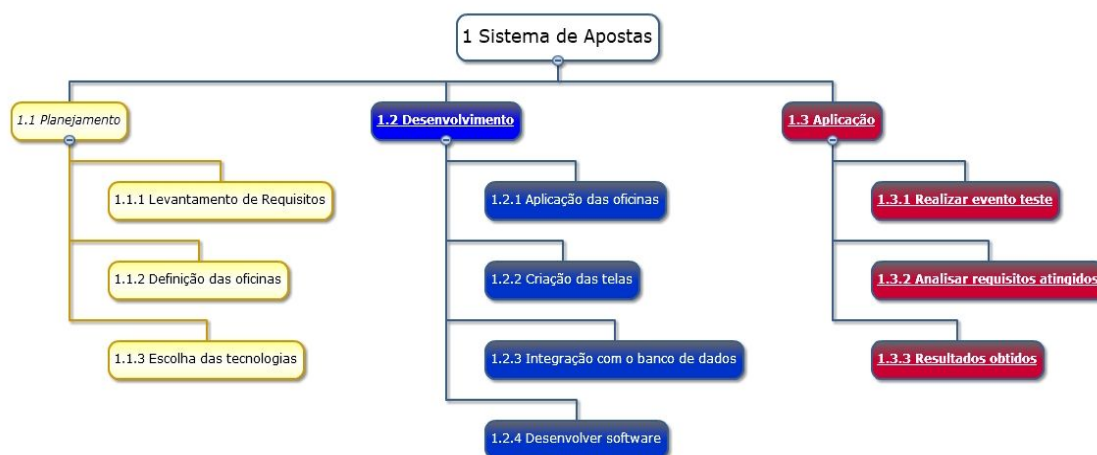 1 Sistema de Apostas
1.1 Planejamento
1.1.1 Levantamento de Requisitos
1.1.2 Definição das oficinas
1.1.3 Escolha das tecnologias
1.2 Desenvolvimento
1.2.1 Aplicação das oficinas
1.2.2 Criação das telas
1.2.3 Integração com o banco de dados
1.2.4 Desenvolver software
1.3 Aplicação
1.3.1 Realizar evento teste
1.3.2 Analisar requisitos atingidos
1.3.3 Resultados obtidos